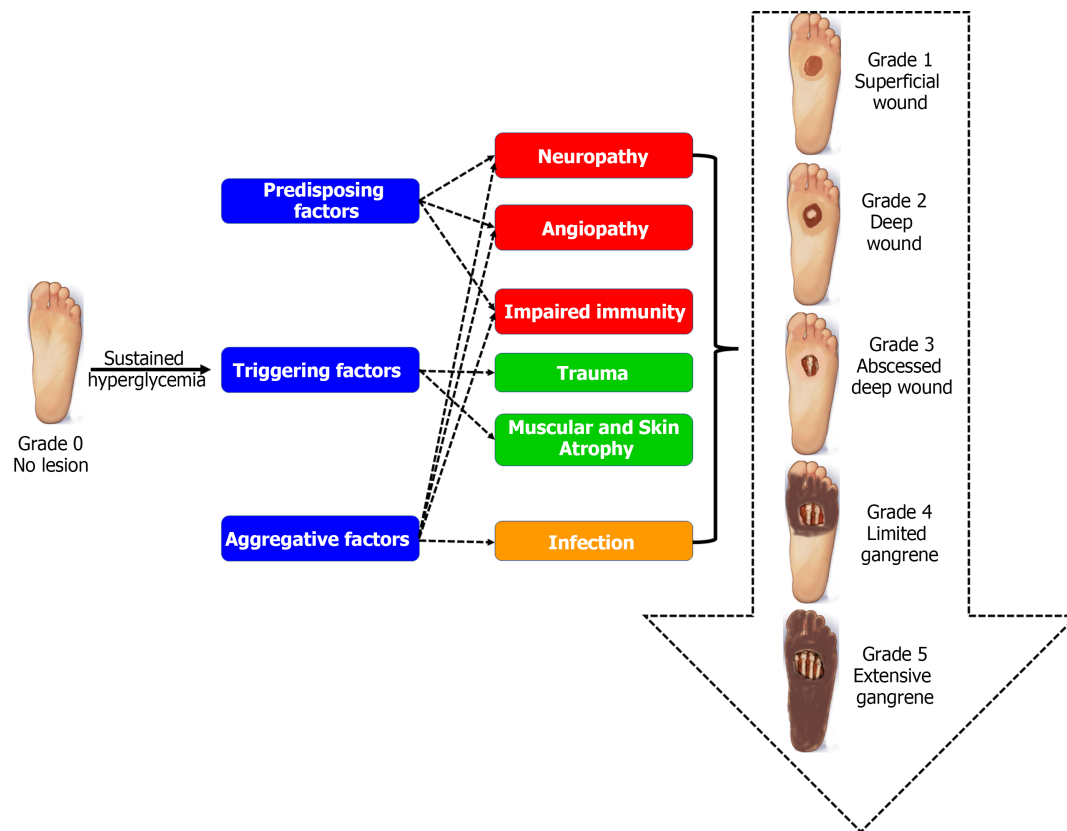 Grade 0
No lesion
Sustained
hyperglycemia
Predisposing
factors
Triggering factors
Aggregative factors
Neuropathy
Angiopathy
Impaired immunity
Trauma
Muscular and Skin
Atrophy
Infection
Grade 1
Superficial
wound
Grade 2
Deep
wound
Grade 3
Abscessed
deep wound
Grade 4
Limited
gangrene
Grade 5
Extensive
gangrene